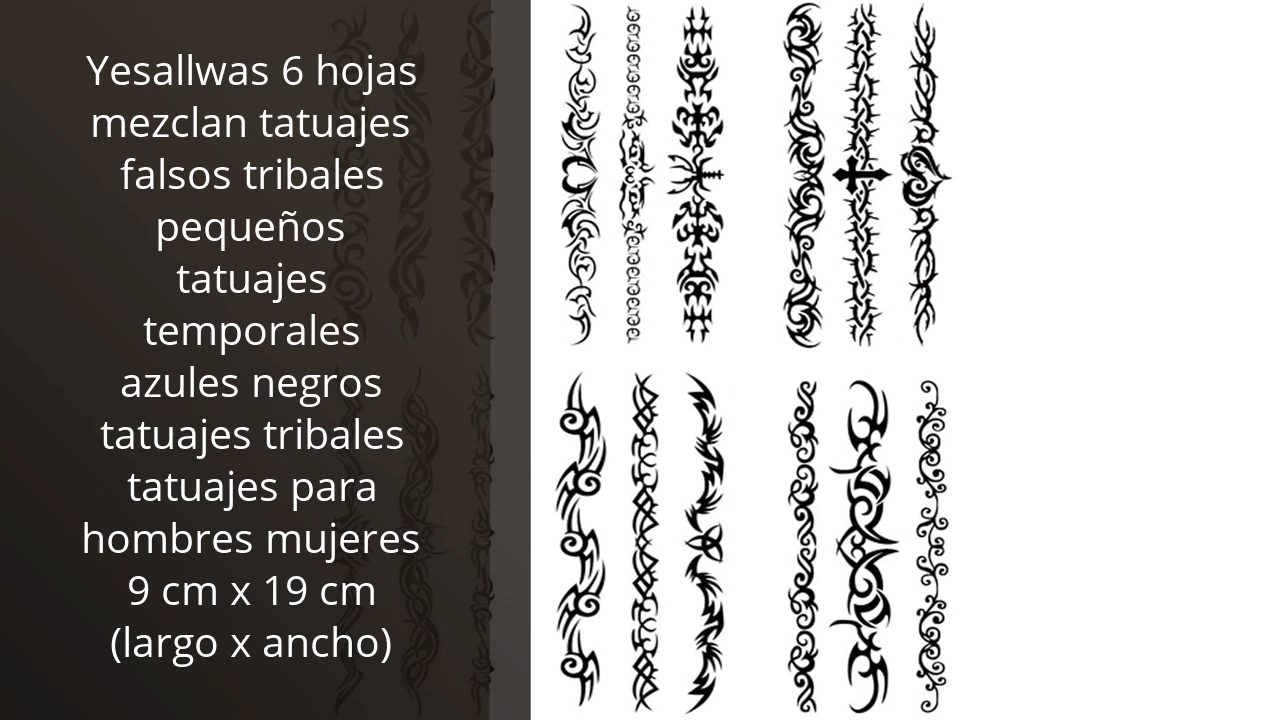 Yesallwas 6 hojas
mezclan tatuajes
falsos tribales
pequeños
tatuajes
temporales
azules negros
tatuajes tribales
tatuajes para
hombres mujeres
9 cm x 19 cm
(largo x ancho)